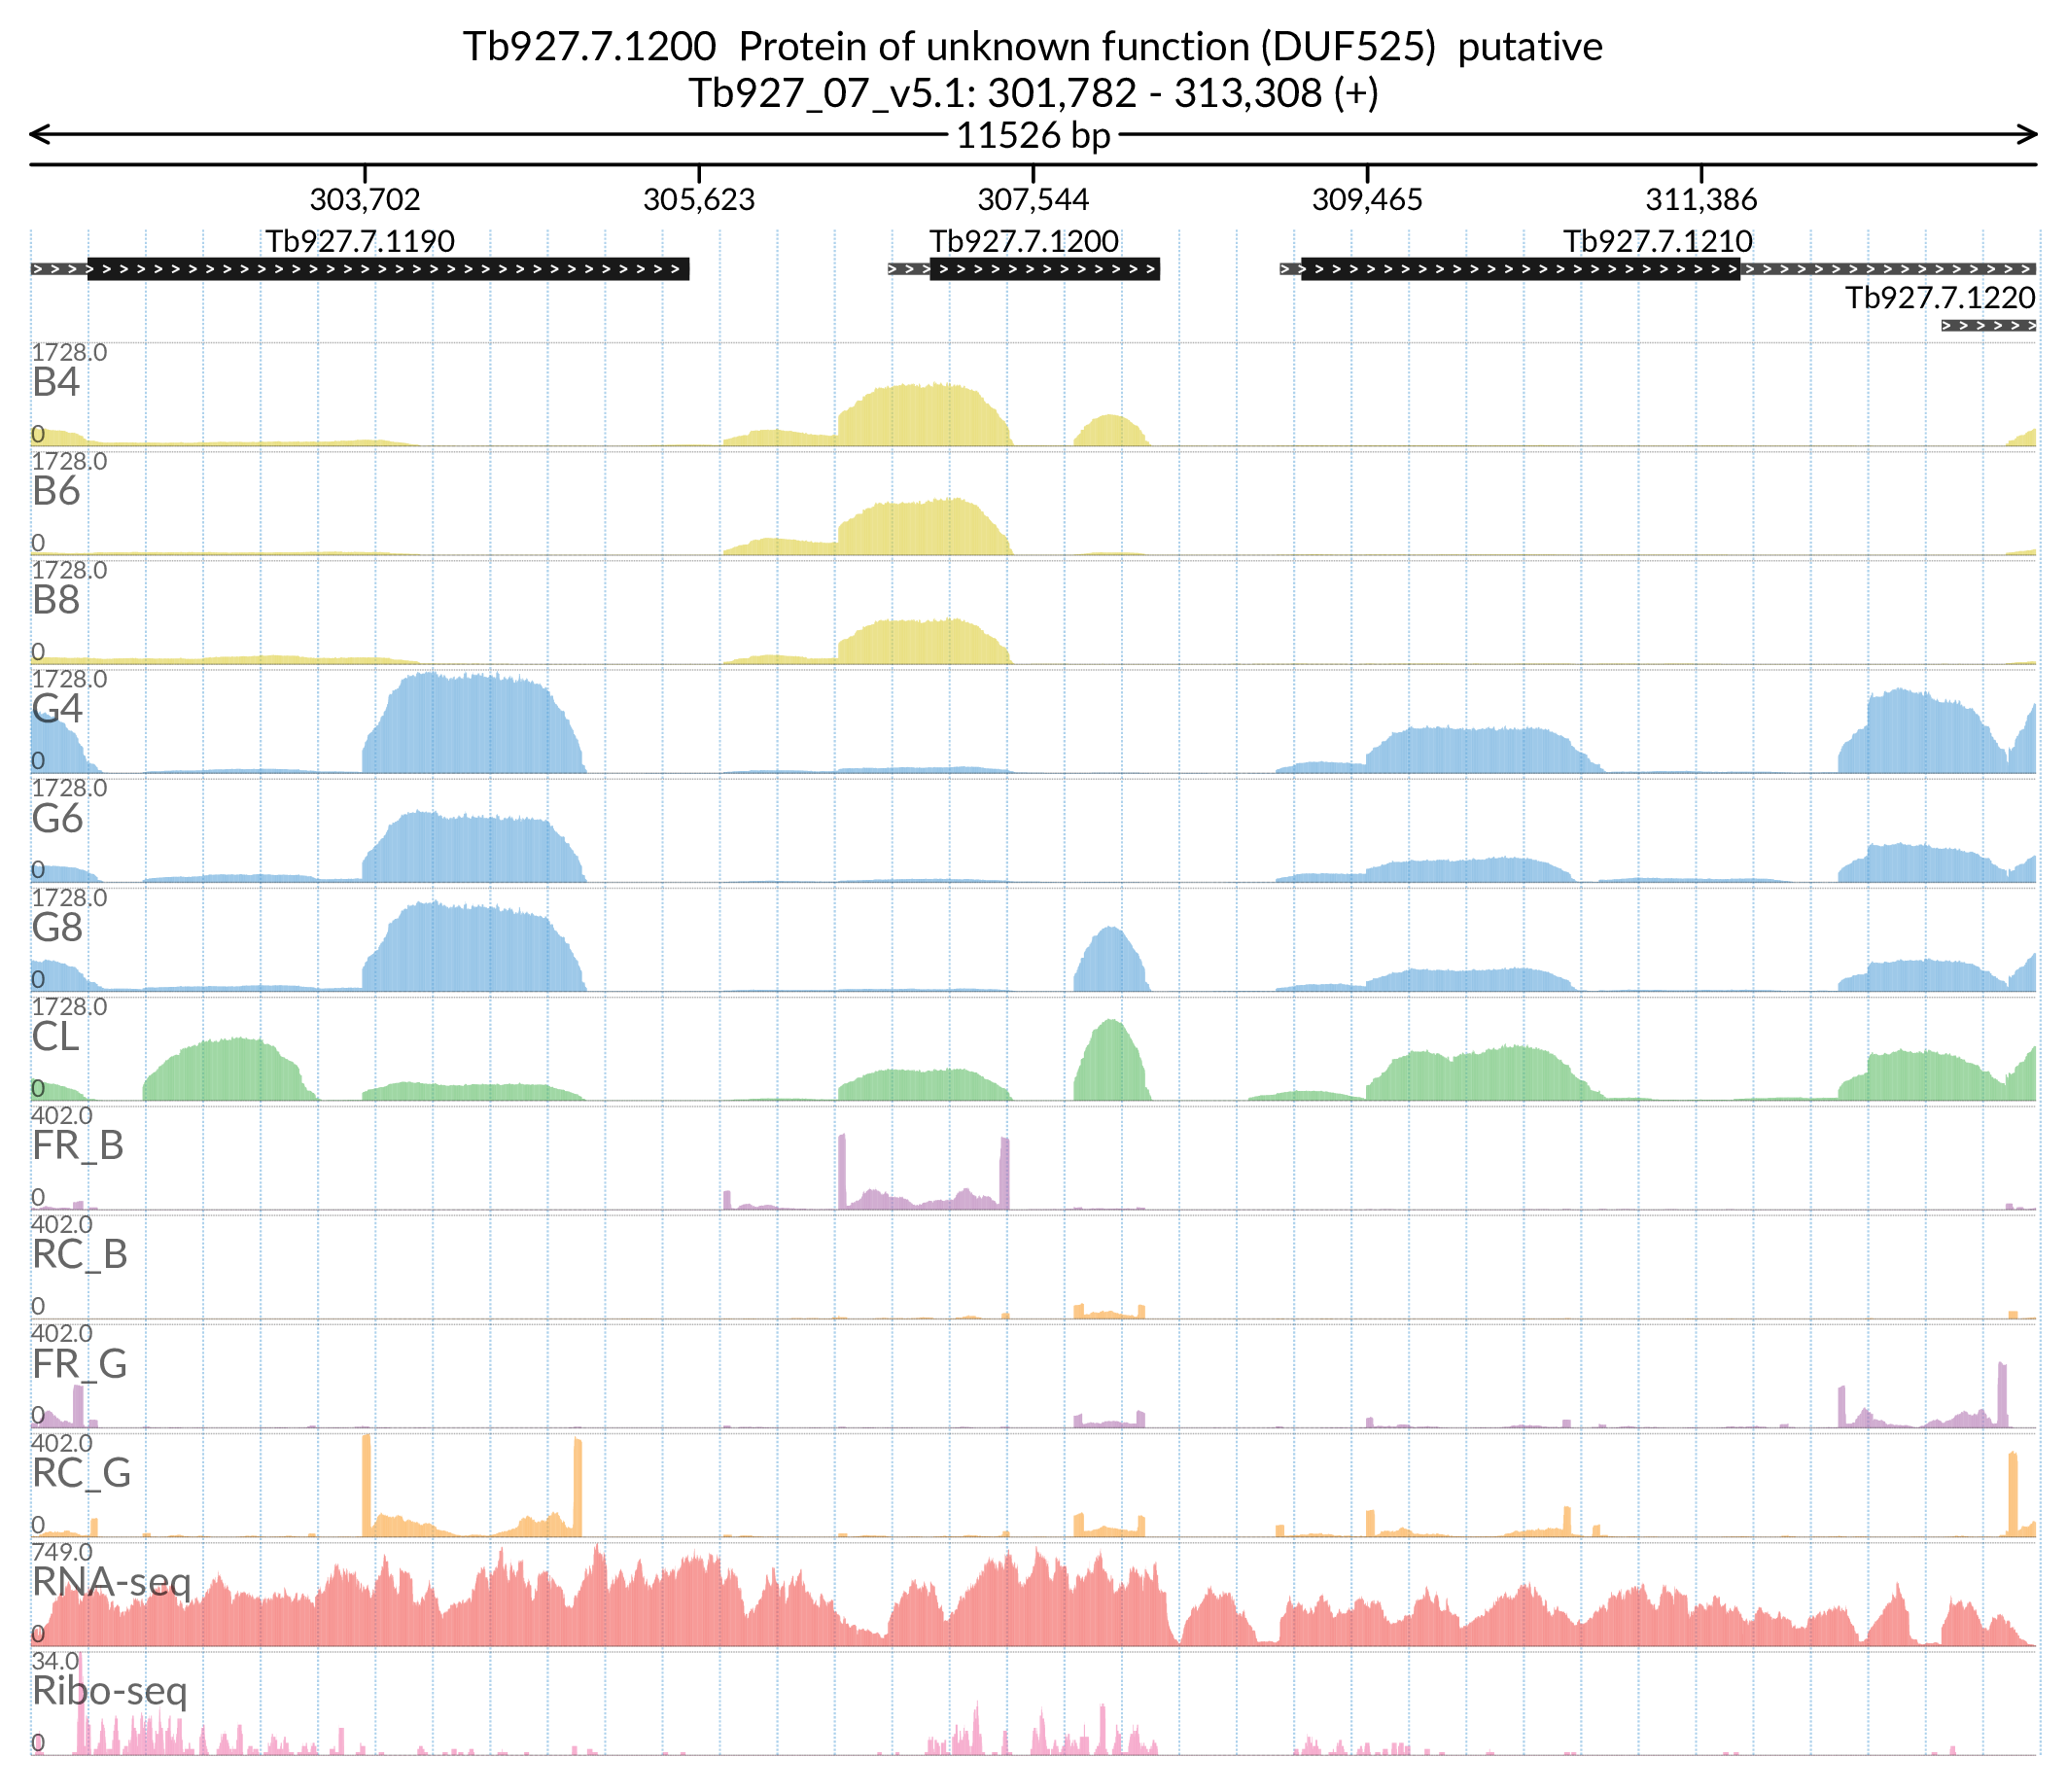 Tb927.7.1200  Protein of unknown function (DUF525)  putative
Tb927_07_v5.1: 301,782 - 313,308 (+)
11526 bp
303,702 305,623 307,544 309,465 311,386
Tb927.7.1190 Tb927.7.1200 Tb927.7.1210
Tb927.7.1220
1728.0
B4
0
1728.0
B6
0
1728.0
B8
0
1728.0
G4
0
1728.0
G6
0
1728.0
G8
0
1728.0
CL
0
402.0
FR_B
0
402.0
RC_B
0
402.0
FR_G
0
402.0
RC_G
0
749.0
RNA-seq
0
34.0
Ribo-seq
0